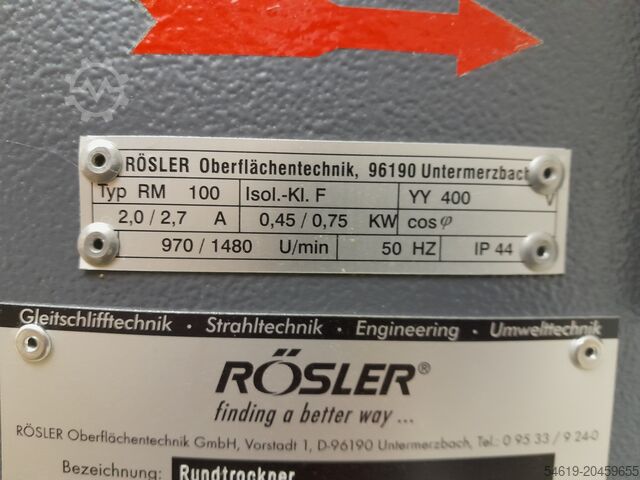 RÖSLER Oberflächentechnik, 96190 Untermerzbach
Typ RM 100 Isol.-Kl. F YY 400 V
2,0 / 2,7 A 0,45 / 0,75 KW cos φ
970 / 1480 U/min 50 HZ IP 44
Gleitschlifftechnik · Strahltechnik · Engineering · Umwelttechnik
RÖSLER®
finding a better way ...
RÖSLER Oberflächentechnik GmbH, Vorstadt 1, D-96190 Untermerzbach, Tel.: 0 95 33 / 9 24-0
Bezeichnung: Rundtrockner
54619-20459655